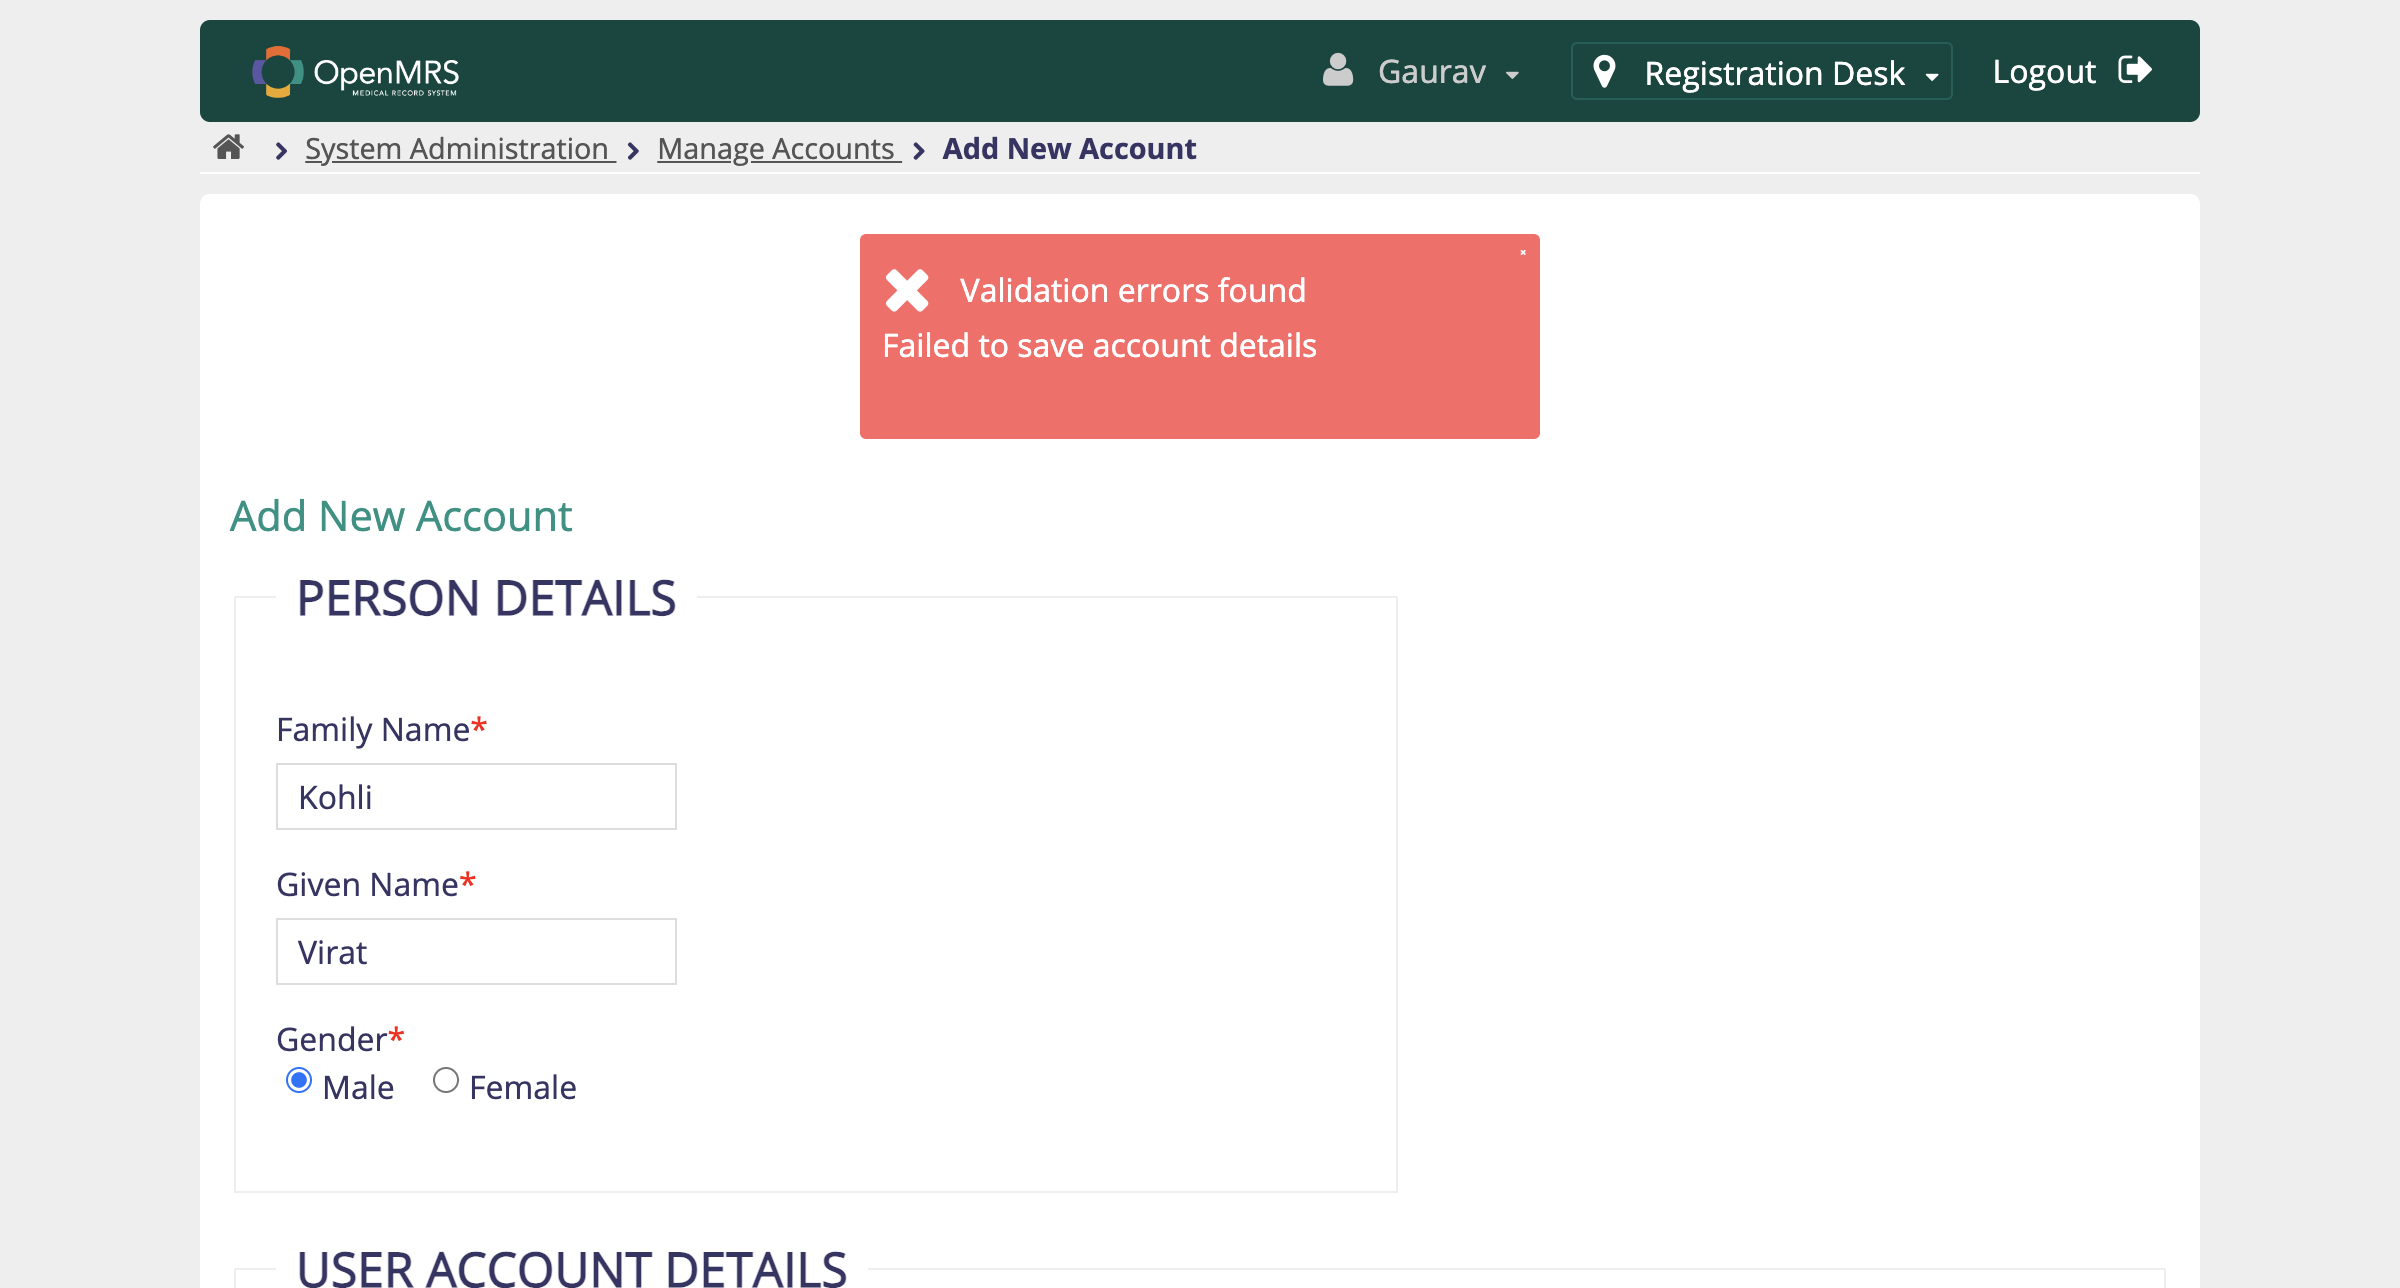 OpenMRS
MEDICAL RECORD SYSTEM
Gaurav
Registration Desk
Logout
System Administration
Manage Accounts
Add New Account
Validation errors found
Failed to save account details
Add New Account
PERSON DETAILS
Family Name*
Kohli
Given Name*
Virat
Gender*
Male Female
USER ACCOUNT DETAILS